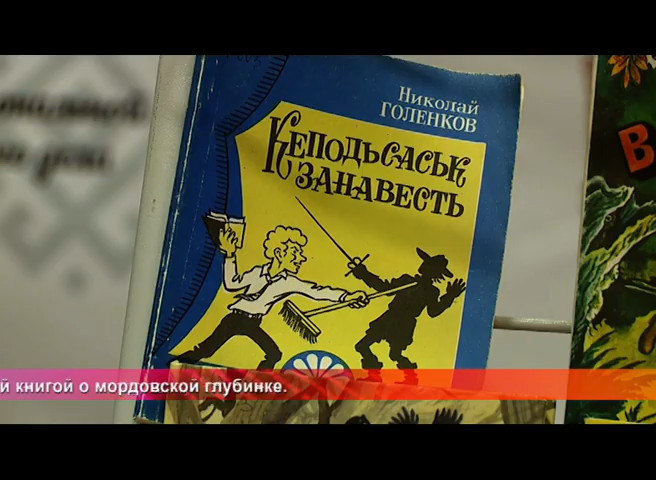 Николай
ГОЛЕНКОВ
КЕПОДЬСАСЬК
ЗАНАВЕСТЬ
В
й книгой о мордовской глубинке.